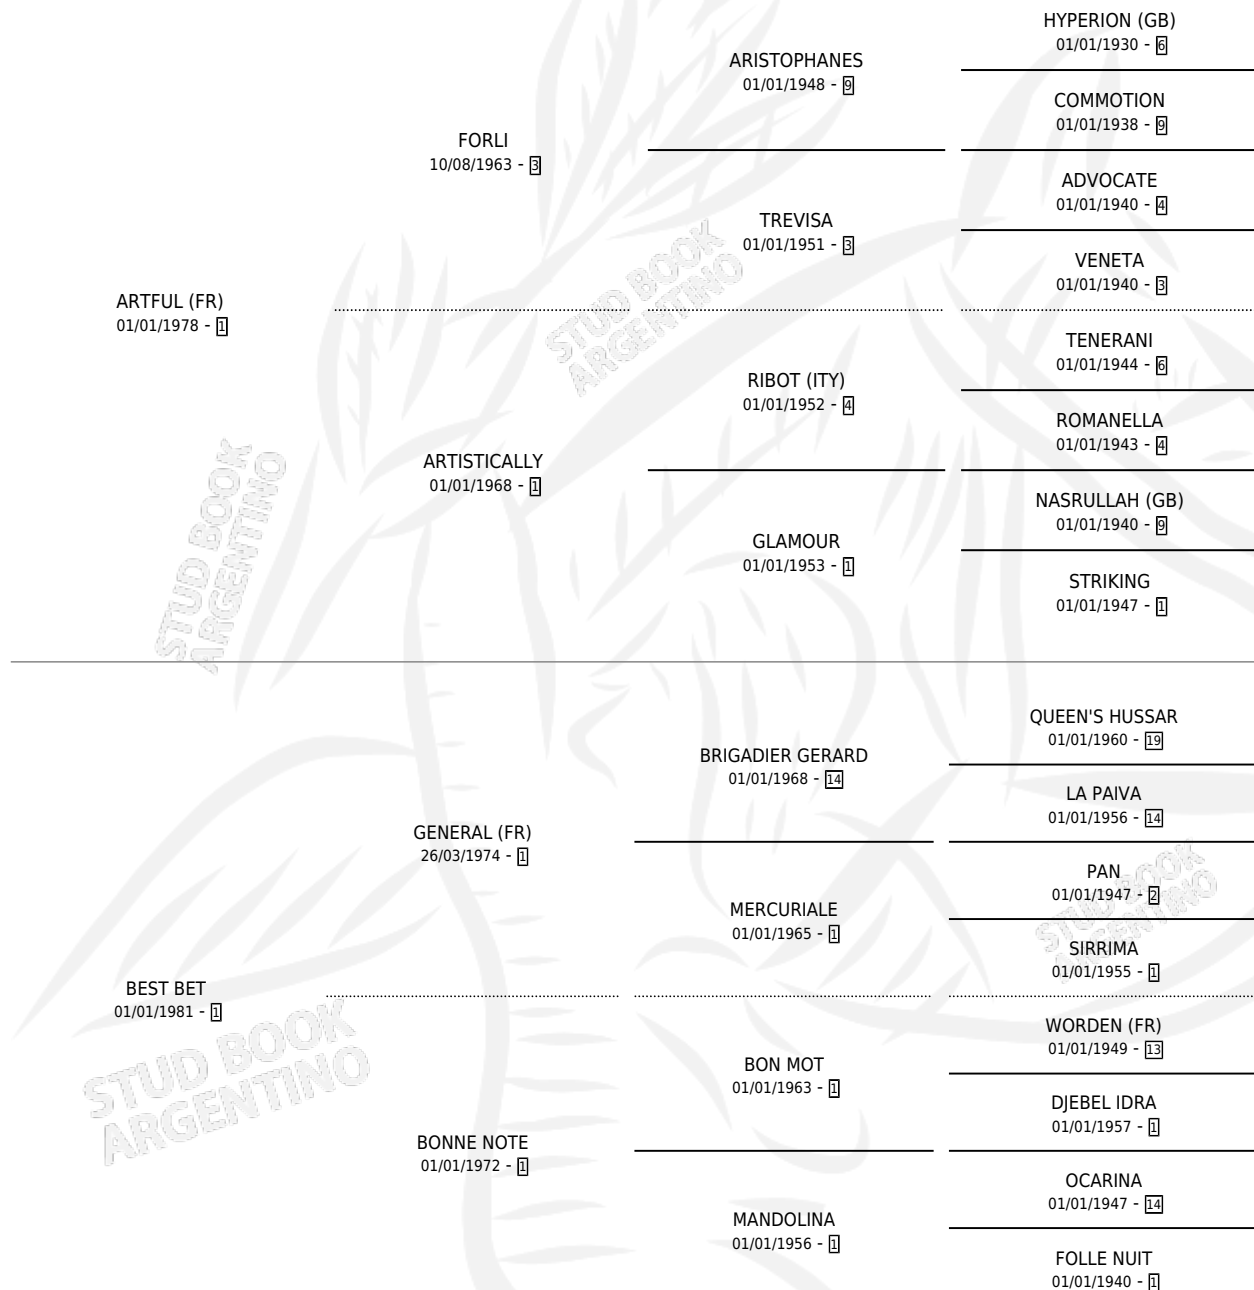 HYPERION (GB)
01/01/1930 - 6
ARISTOPHANES
01/01/1948 - 9
COMMOTION
01/01/1938 - 9
FORLI
10/08/1963 - 3
ADVOCATE
01/01/1940 - 4
TREVISA
01/01/1951 - 3
VENETA
01/01/1940 - 3
ARTFUL (FR)
01/01/1978 - 1
TENERANI
01/01/1944 - 6
RIBOT (ITY)
01/01/1952 - 4
ROMANELLA
01/01/1943 - 4
ARTISTICALLY
01/01/1968 - 1
NASRULLAH (GB)
01/01/1940 - 9
GLAMOUR
01/01/1953 - 1
STRIKING
01/01/1947 - 1
QUEEN'S HUSSAR
01/01/1960 - 19
BRIGADIER GERARD
01/01/1968 - 14
LA PAIVA
01/01/1956 - 14
GENERAL (FR)
26/03/1974 - 1
PAN
01/01/1947 - 2
MERCURIALE
01/01/1965 - 1
SIRRIMA
01/01/1955 - 1
BEST BET
01/01/1981 - 1
WORDEN (FR)
01/01/1949 - 13
BON MOT
01/01/1963 - 1
DJEBEL IDRA
01/01/1957 - 1
BONNE NOTE
01/01/1972 - 1
OCARINA
01/01/1947 - 14
MANDOLINA
01/01/1956 - 1
FOLLE NUIT
01/01/1940 - 1
STUD BOOK
ARGENTINO
STUD BOOK
ARGENTINO
STUD BOOK
ARGENTINO
STUD BOOK
ARGENTINO